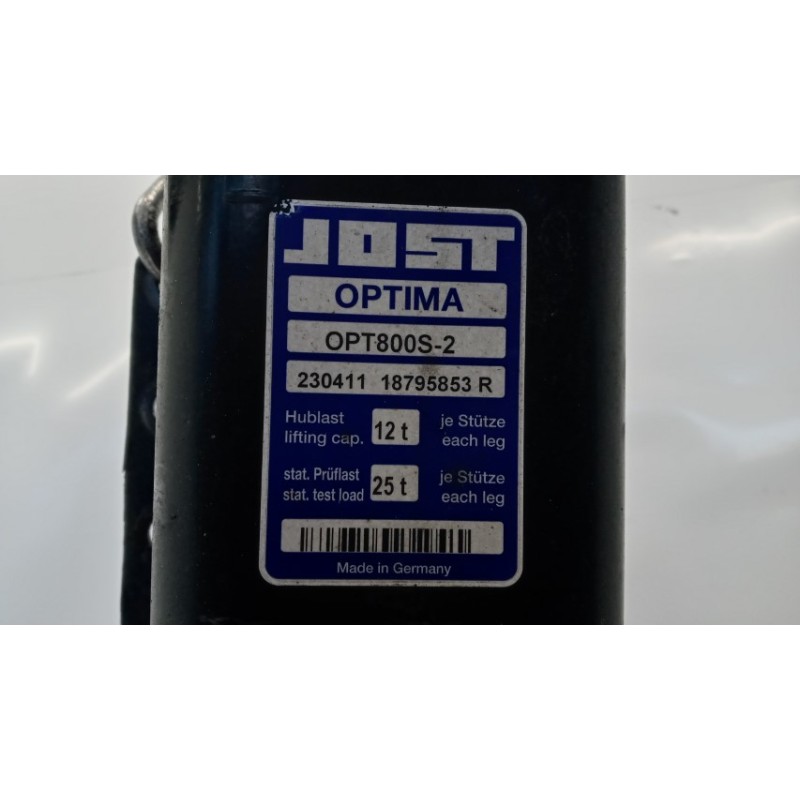 JOST
OPTIMA
OPT800S-2
230411 18795853 R
Hublast 12 t je Stütze
lifting cap. each leg
stat. Prüflast 25 t je Stütze
stat. test load each leg
Made in Germany